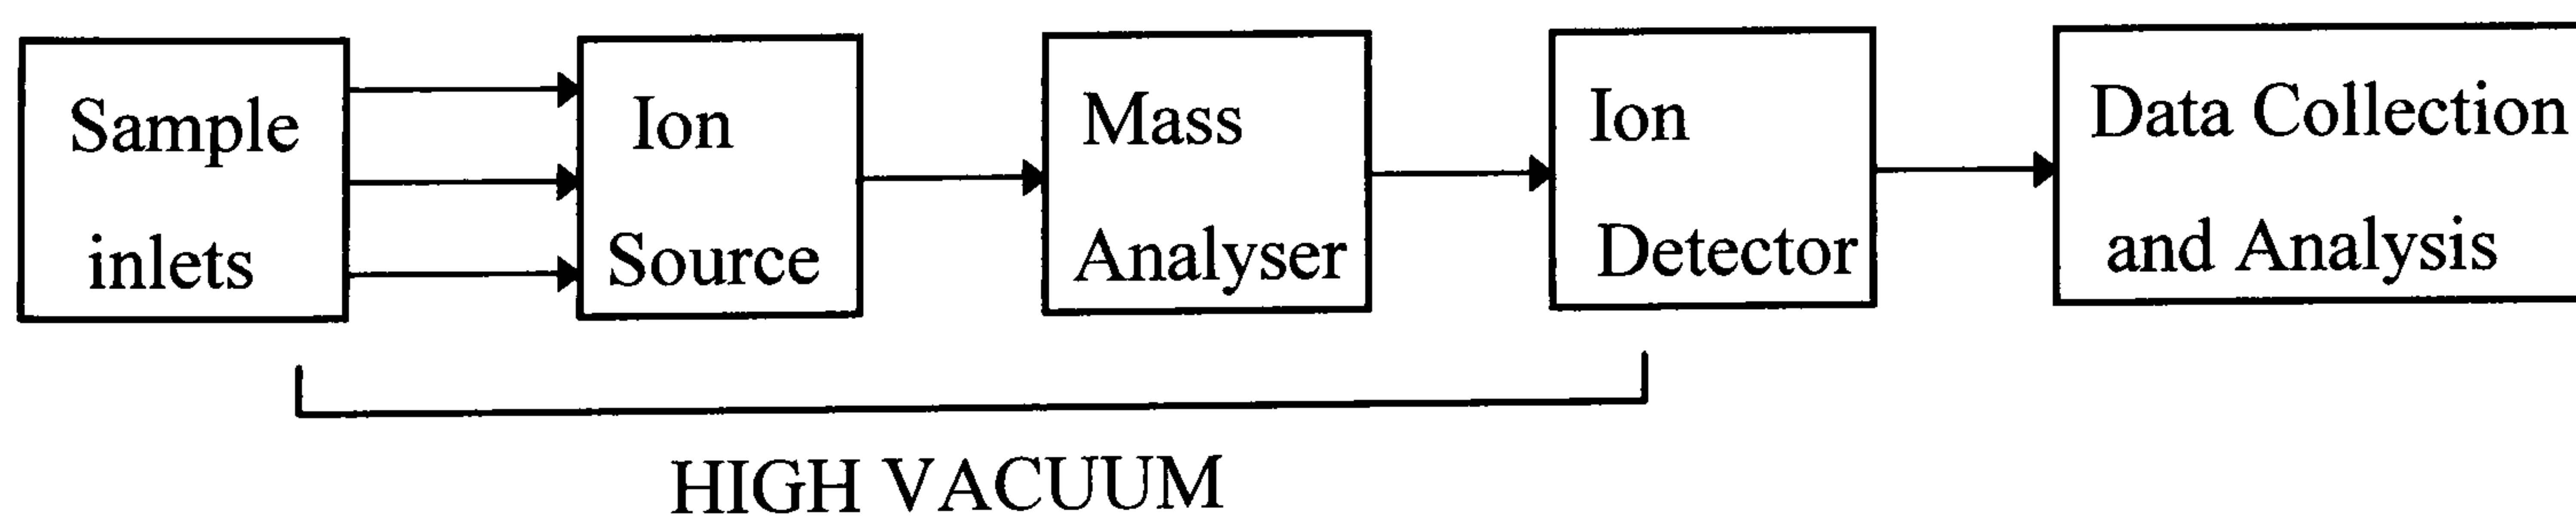 Sample
inlets
Ion
Source
Mass
Analyser
Ion
Detector
Data Collection
and Analysis
HIGH VACUUM